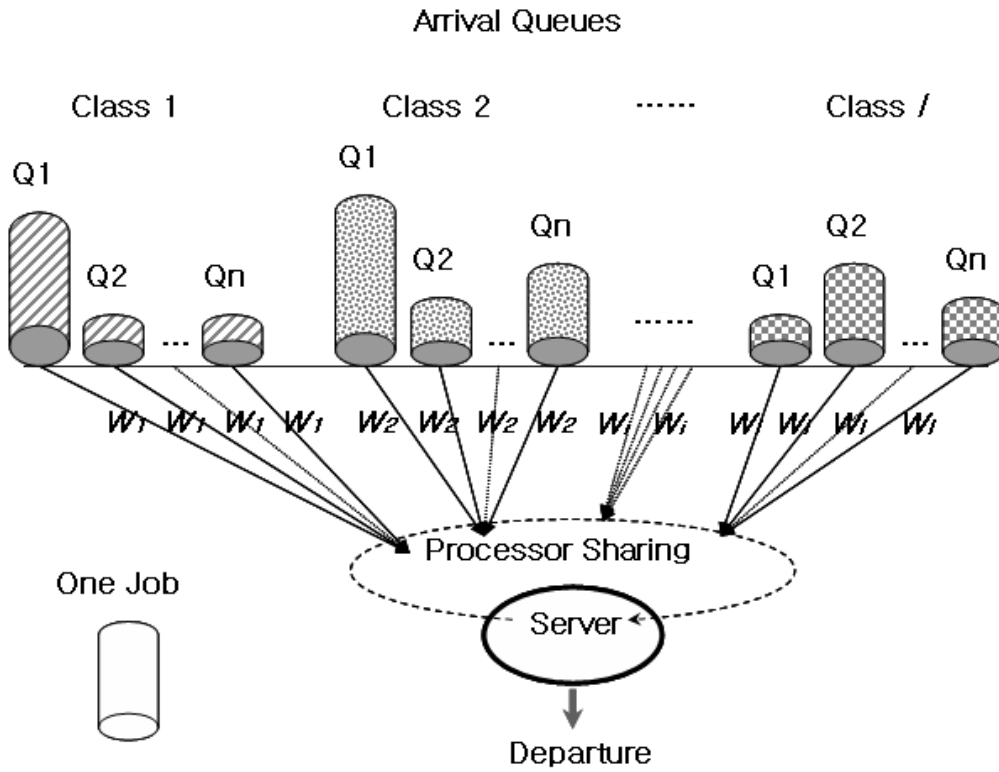 Arrival Queues
Class 1 Class 2 ...... Class I
Q1 Q2 ... Qn
Q1 Q2 ... Qn
......
Q1 Q2 ... Qn
W1 W1 W1 W1 W2 W2 W2 W2 Wi Wi Wi Wi Wi Wi
Processor Sharing
Server
One Job
Departure